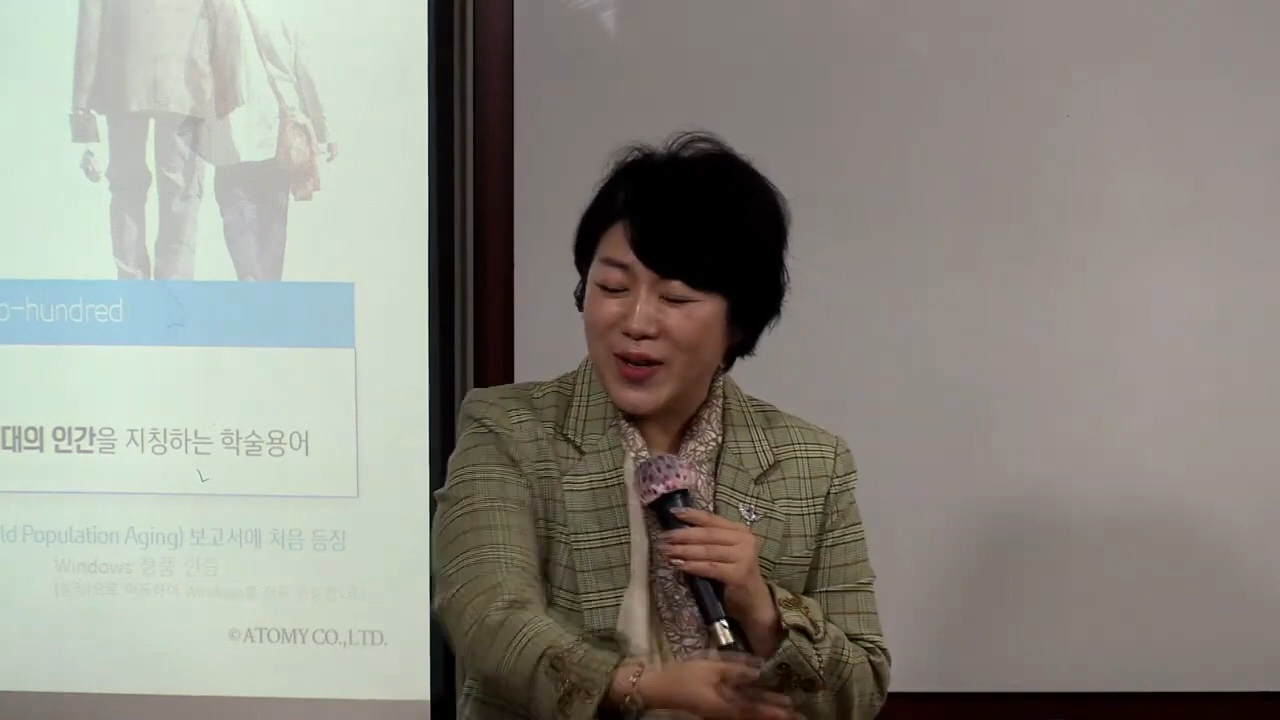 o-hundred
대의 인간을 지칭하는 학술용어
ld Population Aging) 보고서에 처음 등장
Windows 정품 인증
©ATOMY CO.,LTD.